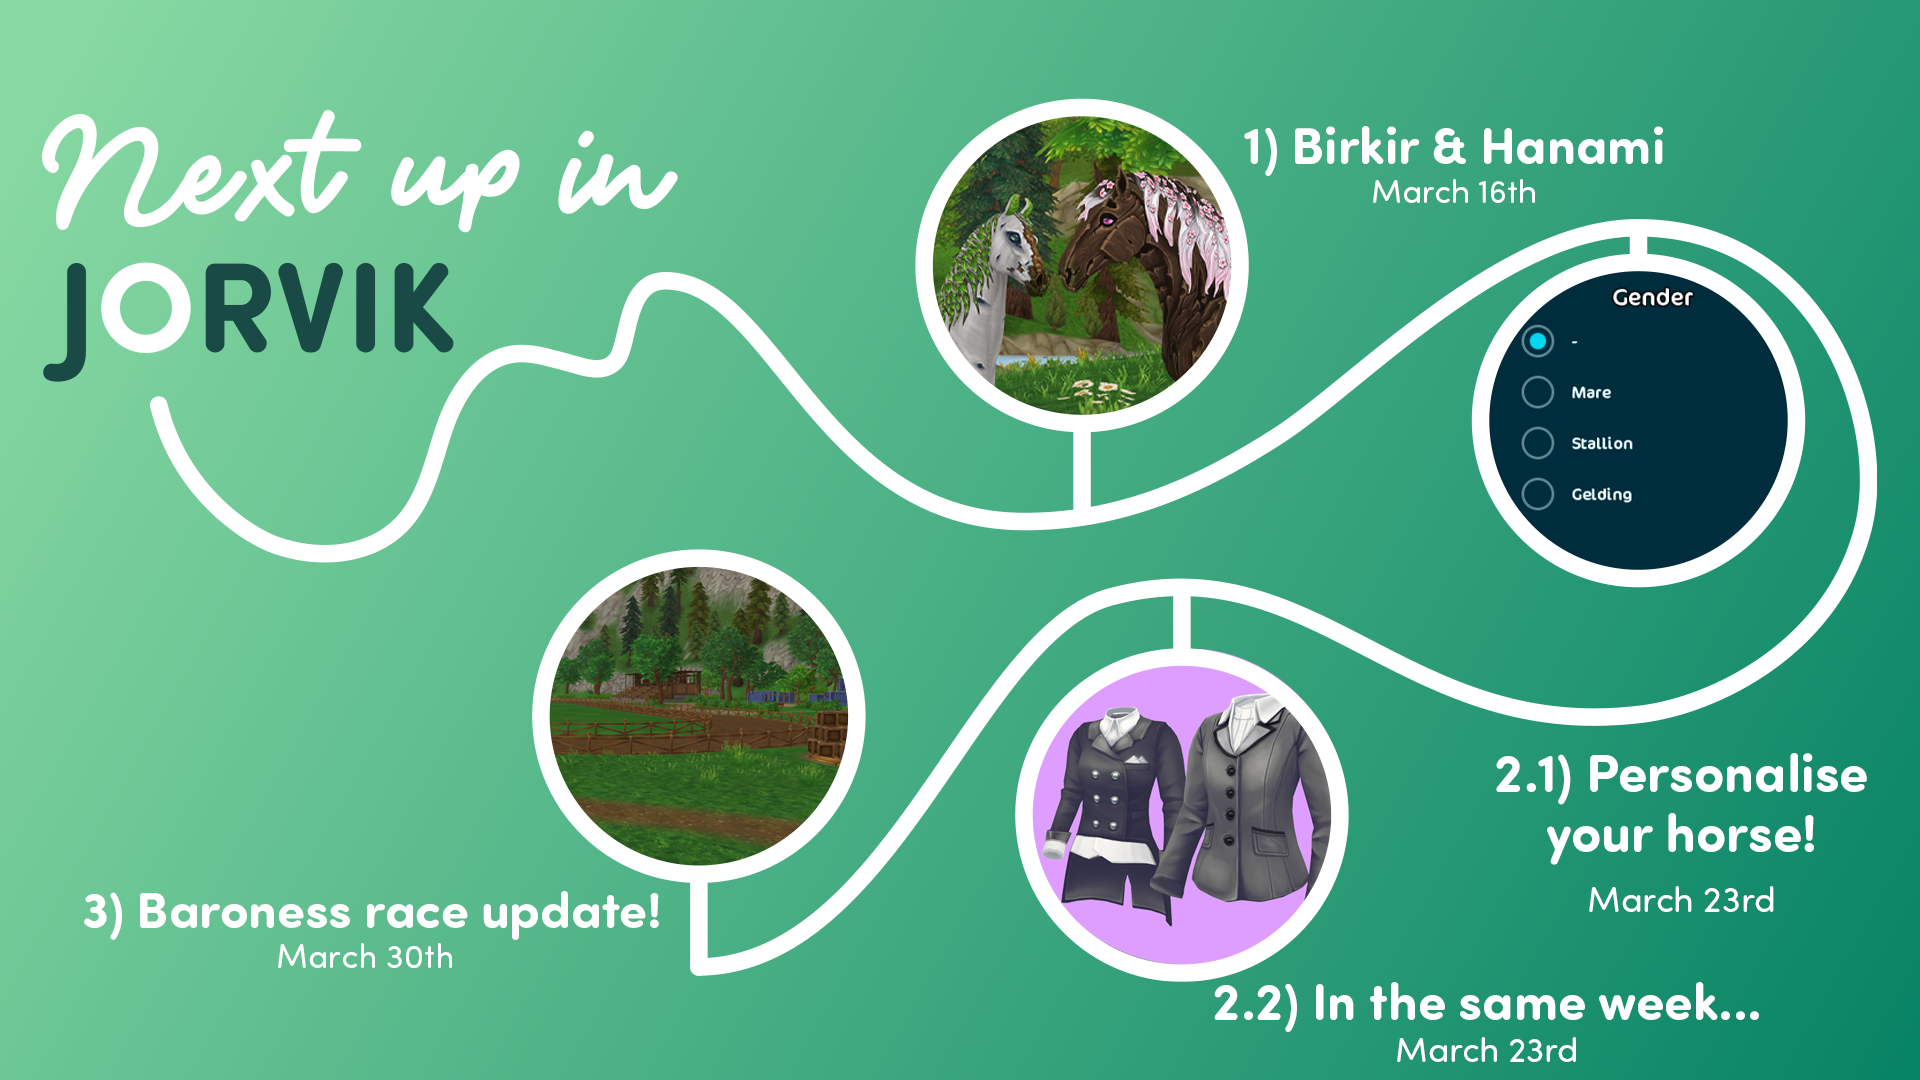 Next up in
JORVIK
1) Birkir & Hanami
March 16th
Gender
-
Mare
Stallion
Gelding
2.1) Personalise
your horse!
March 23rd
2.2) In the same week...
March 23rd
3) Baroness race update!
March 30th